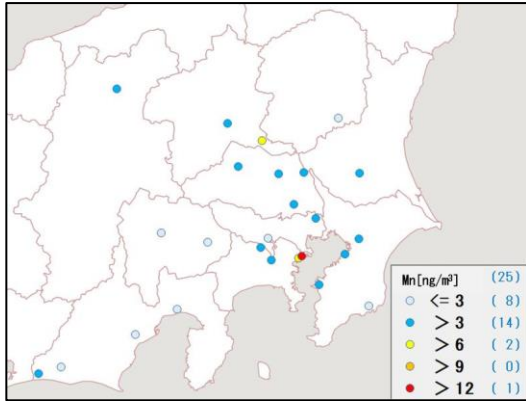 Mn[ng/m³] (25)
<= 3 ( 8)
> 3 (14)
> 6 ( 2)
> 9 ( 0)
> 12 ( 1)